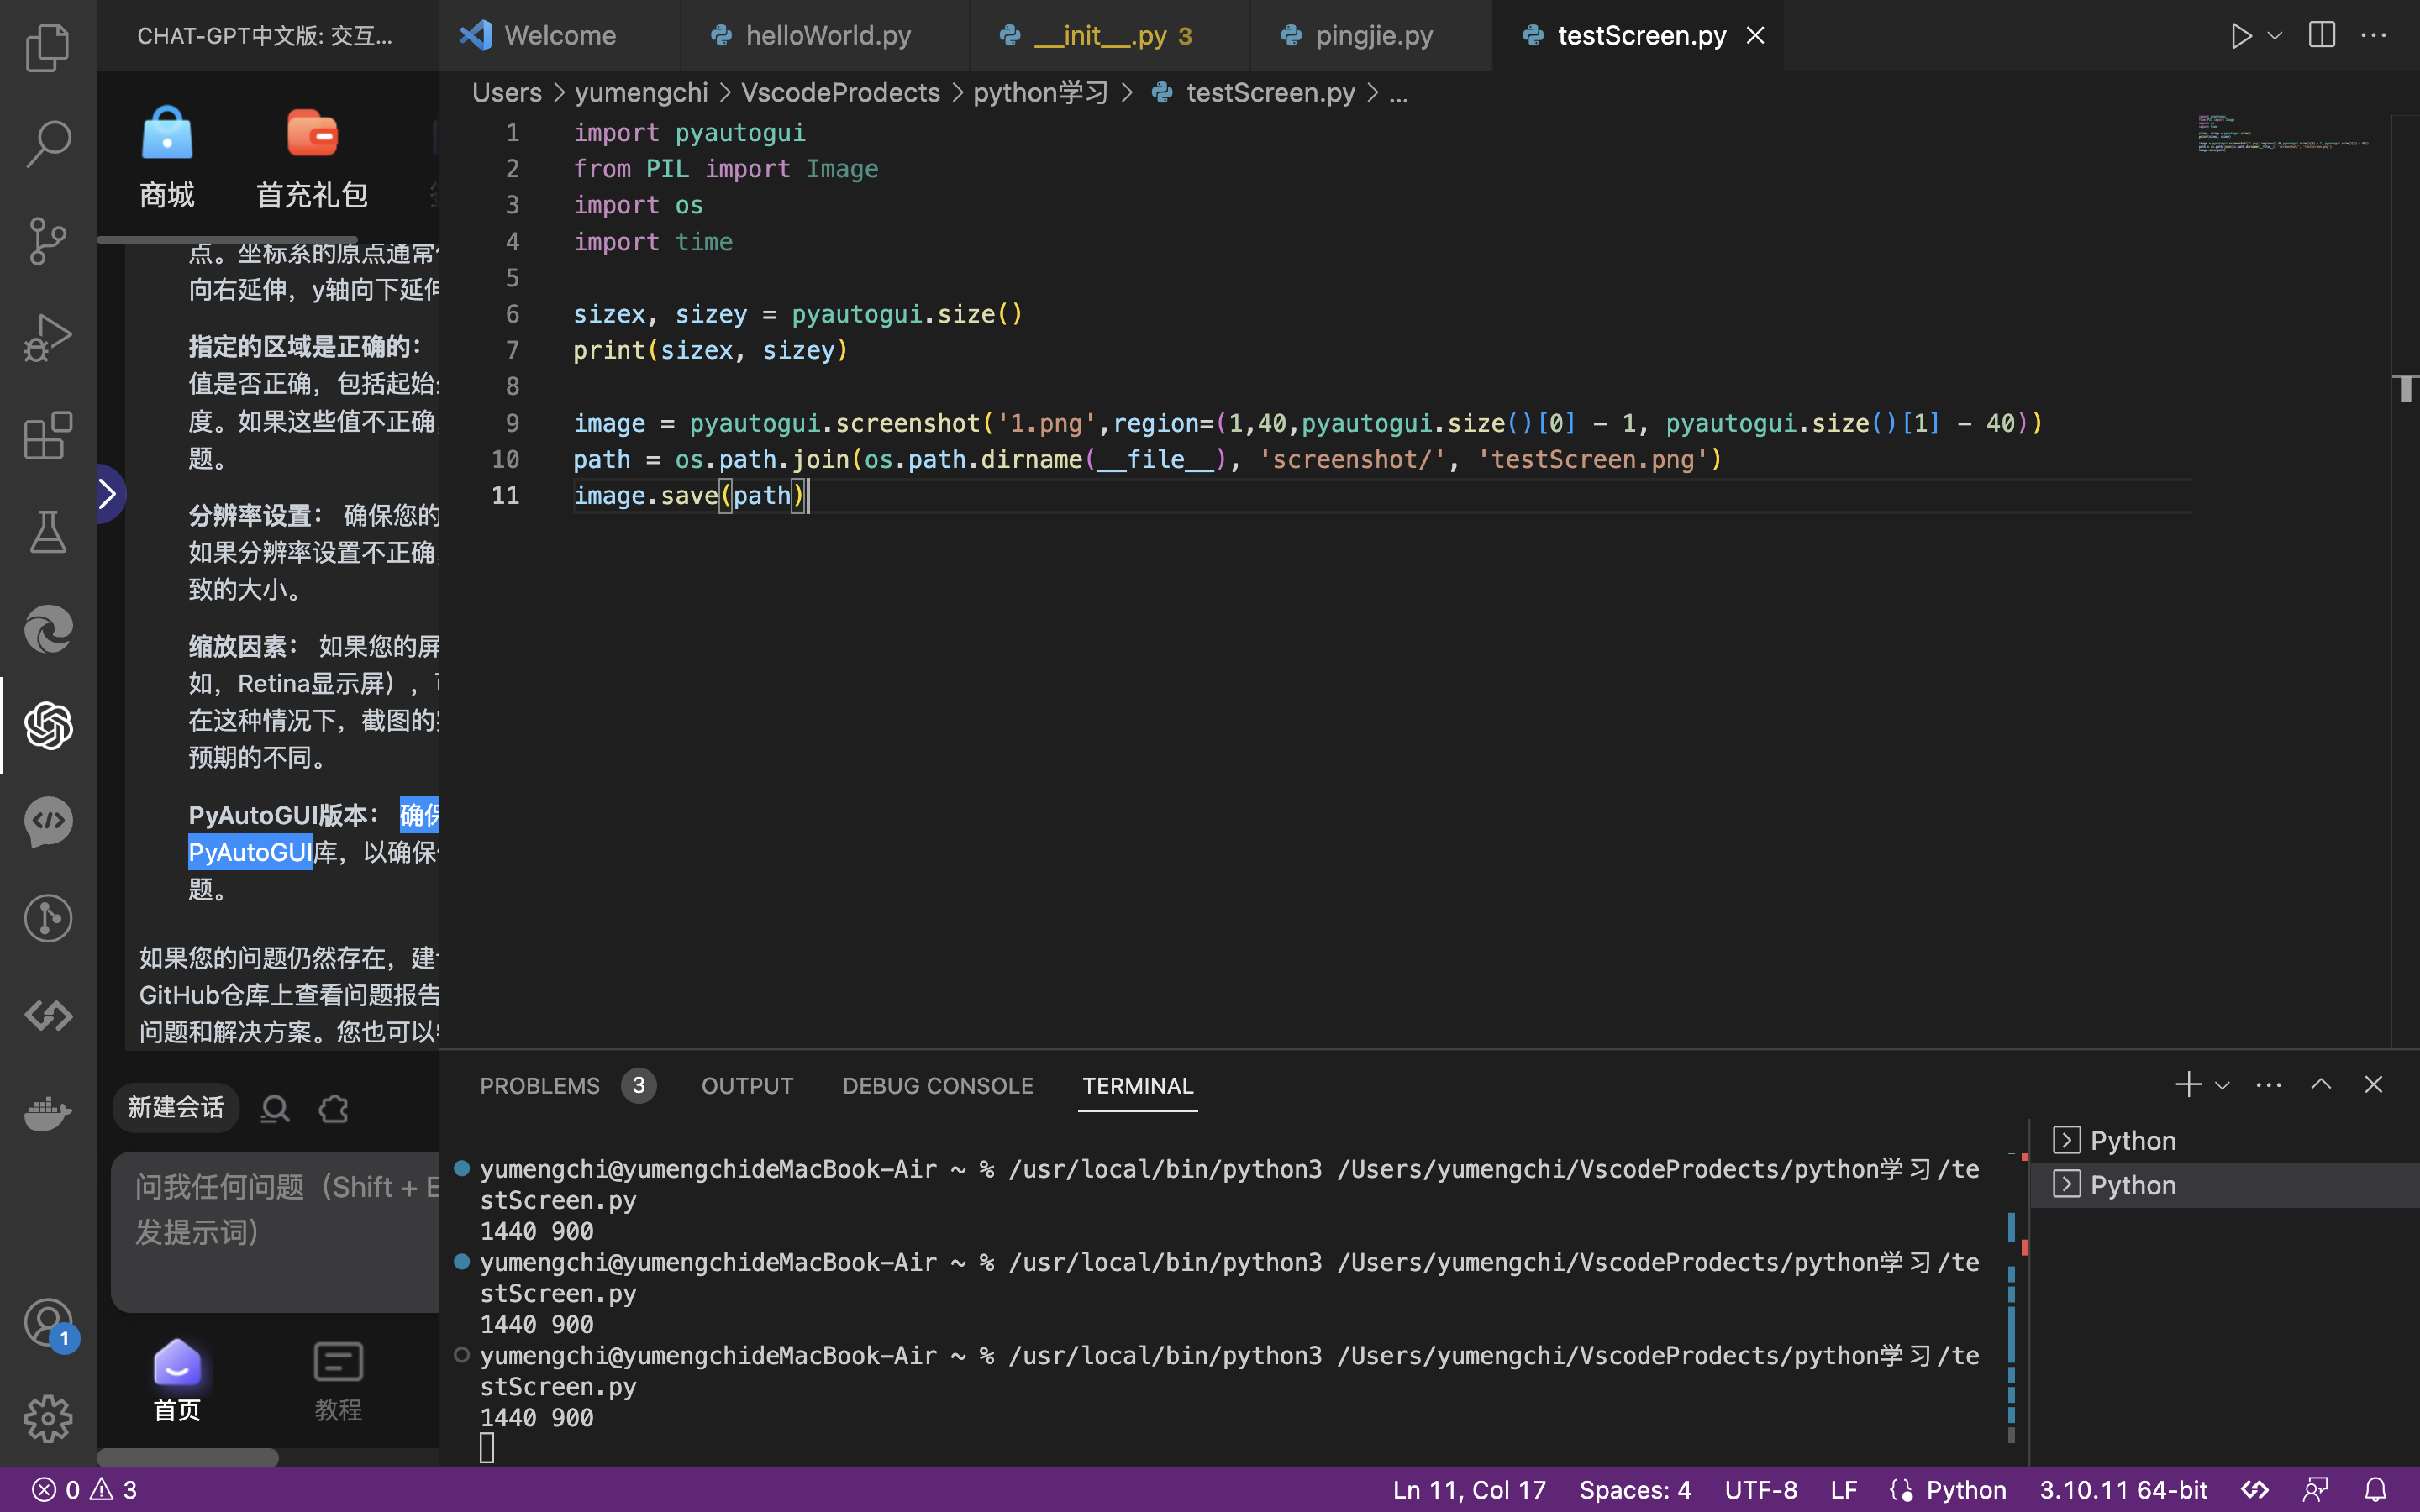 CHAT-GPT中文版: 交互...
商城
首充礼包
点。坐标系的原点通常
向右延伸，y轴向下延伸
指定的区域是正确的：
值是否正确，包括起始
度。如果这些值不正确，
题。
分辨率设置： 确保您的
如果分辨率设置不正确，
致的大小。
缩放因素： 如果您的屏
如，Retina显示屏），
在这种情况下，截图的
预期的不同。
PyAutoGUI版本： 确保
PyAutoGUI库，以确保
题。
如果您的问题仍然存在，建
GitHub仓库上查看问题报告
问题和解决方案。您也可以
新建会话
问我任何问题（Shift + E
发提示词）
首页
教程
1
Welcome
helloWorld.py
__init__.py 3
pingjie.py
testScreen.py
Users > yumengchi > VscodeProdects > python学习 > testScreen.py > ...
1 import pyautogui
2 from PIL import Image
3 import os
4 import time
5
6 sizex, sizey = pyautogui.size()
7 print(sizex, sizey)
8
9 image = pyautogui.screenshot('1.png',region=(1,40,pyautogui.size()[0] - 1, pyautogui.size()[1] - 40))
10 path = os.path.join(os.path.dirname(__file__), 'screenshot/', 'testScreen.png')
11 image.save(path)
PROBLEMS 3 OUTPUT DEBUG CONSOLE TERMINAL
yumengchi@yumengchideMacBook-Air ~ % /usr/local/bin/python3 /Users/yumengchi/VscodeProdects/python学习/te
stScreen.py
1440 900
yumengchi@yumengchideMacBook-Air ~ % /usr/local/bin/python3 /Users/yumengchi/VscodeProdects/python学习/te
stScreen.py
1440 900
yumengchi@yumengchideMacBook-Air ~ % /usr/local/bin/python3 /Users/yumengchi/VscodeProdects/python学习/te
stScreen.py
1440 900
Python
Python
0 3
Ln 11, Col 17 Spaces: 4 UTF-8 LF Python 3.10.11 64-bit